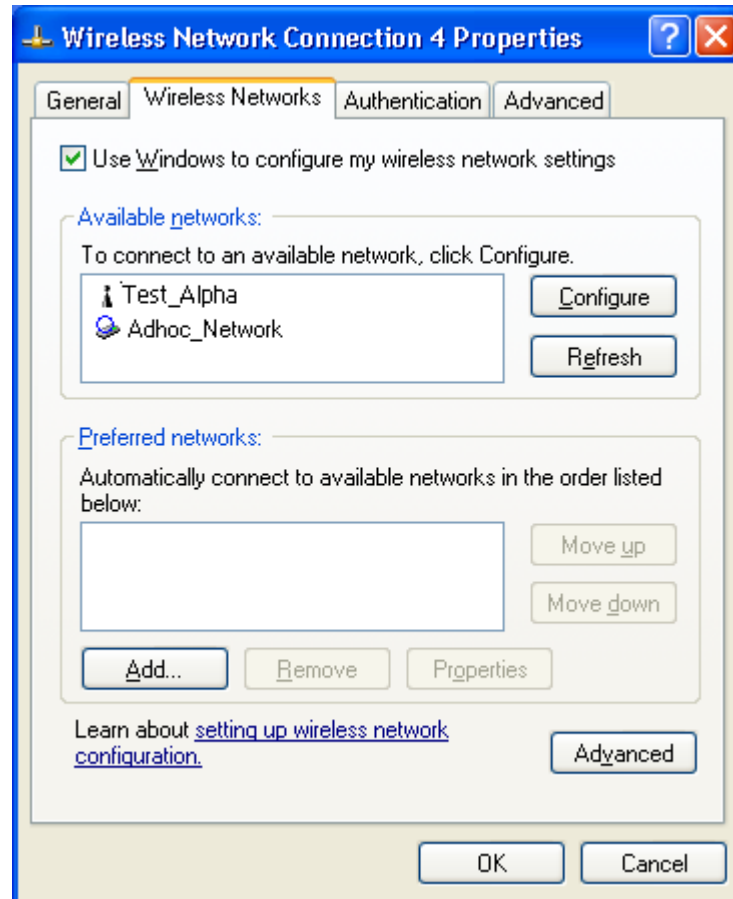 Wireless Network Connection 4 Properties
General Wireless Networks Authentication Advanced
Use Windows to configure my wireless network settings
Available networks:
To connect to an available network, click Configure.
Test_Alpha
Configure
Adhoc_Network
Refresh
Preferred networks:
Automatically connect to available networks in the order listed
below:
Move up
Move down
Add... Remove Properties
Learn about setting up wireless network
configuration.
Advanced
OK Cancel